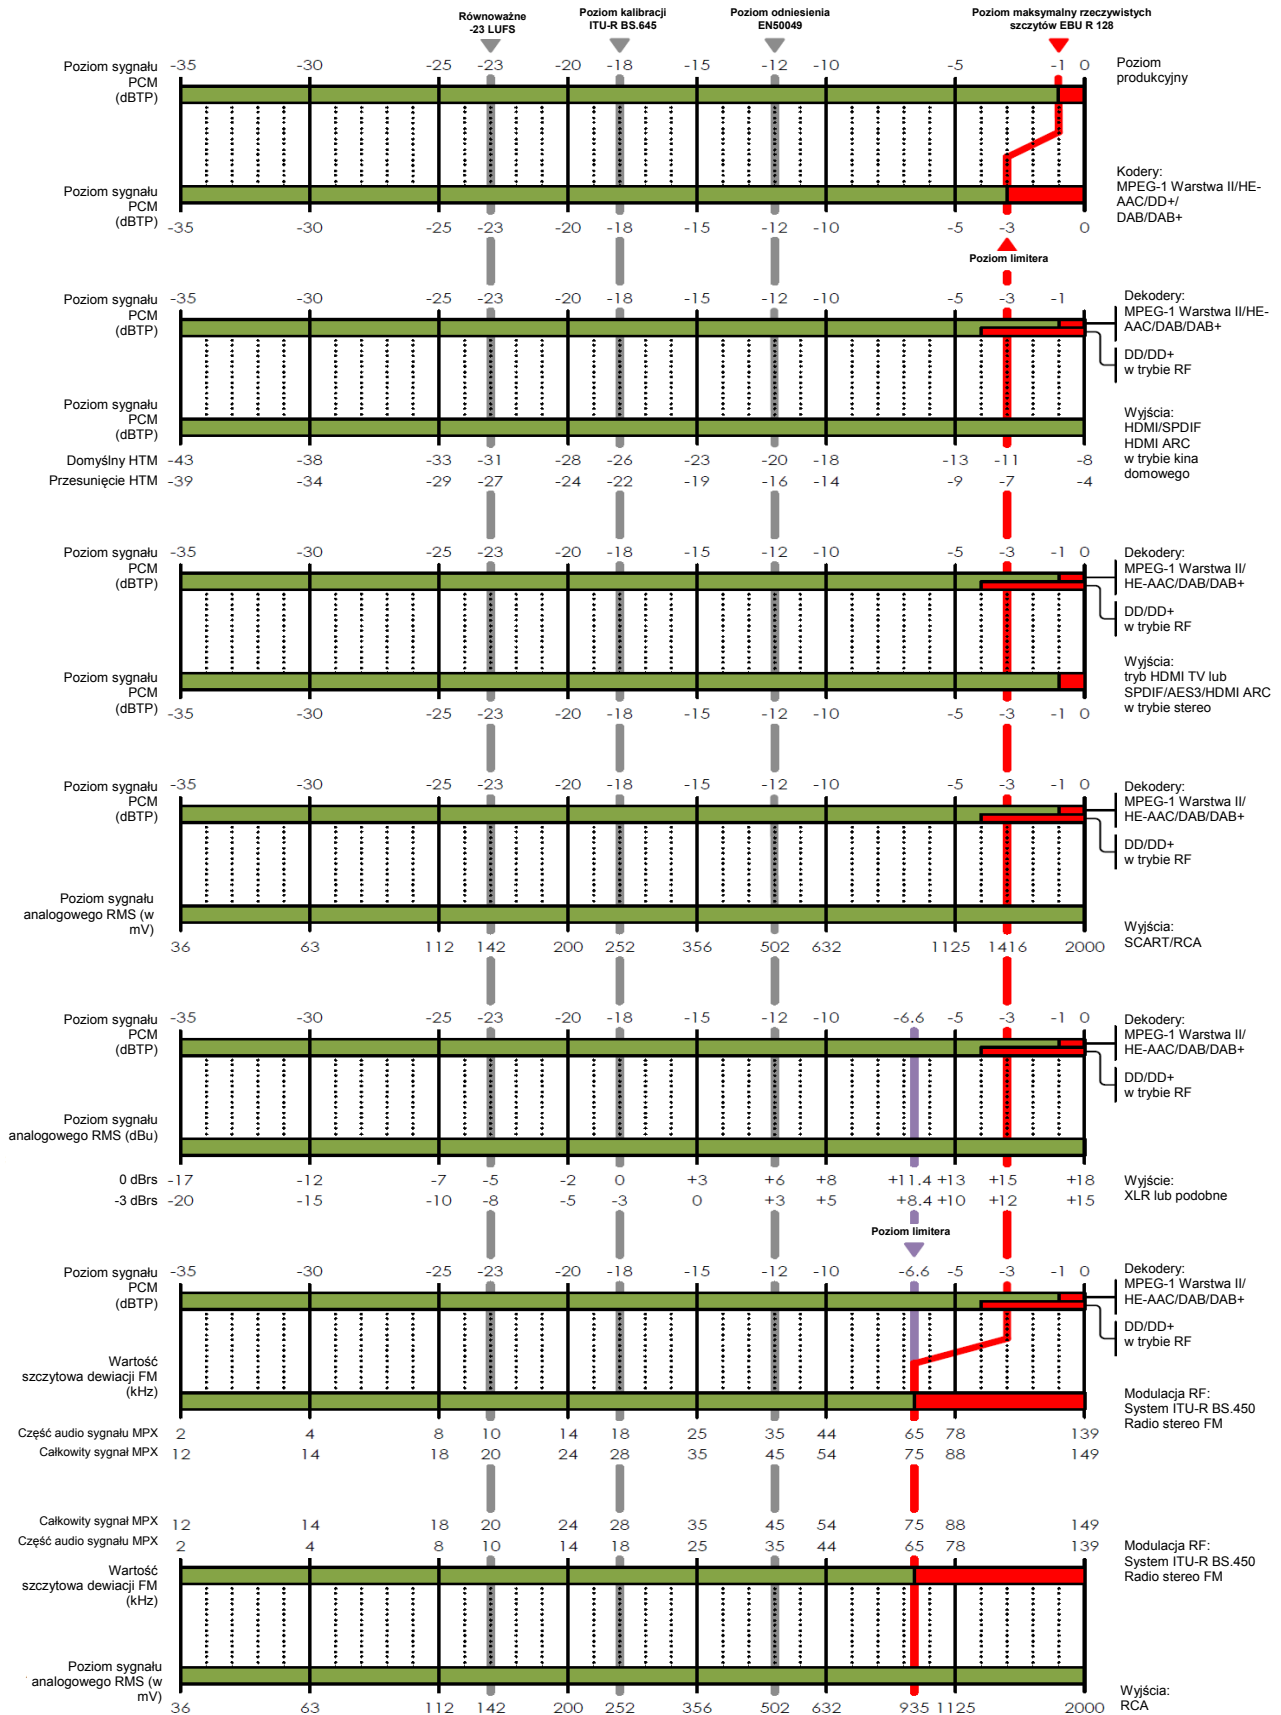 Równoważne
-23 LUFS
Poziom kalibracji
ITU-R BS.645
Poziom odniesienia
EN50049
Poziom maksymalny rzeczywistych
szczytów EBU R 128
Poziom sygnału
PCM
(dBTP)
-35 -30 -25 -23 -20 -18 -15 -12 -10 -5 -1 0
Poziom
produkcyjny
Poziom sygnału
PCM
(dBTP)
-35 -30 -25 -23 -20 -18 -15 -12 -10 -5 -3 0
Kodery:
MPEG-1 Warstwa II/HE-
AAC/DD+/
DAB/DAB+
Poziom limitera
Poziom sygnału
PCM
(dBTP)
-35 -30 -25 -23 -20 -18 -15 -12 -10 -5 -3 -1
Dekodery:
MPEG-1 Warstwa II/HE-
AAC/DAB/DAB+
DD/DD+
w trybie RF
Poziom sygnału
PCM
(dBTP)
Domyślny HTM -43 -38 -33 -31 -28 -26 -23 -20 -18 -13 -11 -8
Przesunięcie HTM -39 -34 -29 -27 -24 -22 -19 -16 -14 -9 -7 -4
Wyjścia:
HDMI/SPDIF
HDMI ARC
w trybie kina
domowego
Poziom sygnału
PCM
(dBTP)
-35 -30 -25 -23 -20 -18 -15 -12 -10 -5 -3 -1 0
Dekodery:
MPEG-1 Warstwa II/
HE-AAC/DAB/DAB+
DD/DD+
w trybie RF
Poziom sygnału
PCM
(dBTP)
-35 -30 -25 -23 -20 -18 -15 -12 -10 -5 -3 -1 0
Wyjścia:
tryb HDMI TV lub
SPDIF/AES3/HDMI ARC
w trybie stereo
Poziom sygnału
PCM
(dBTP)
-35 -30 -25 -23 -20 -18 -15 -12 -10 -5 -3 -1 0
Dekodery:
MPEG-1 Warstwa II/
HE-AAC/DAB/DAB+
DD/DD+
w trybie RF
Poziom sygnału
analogowego RMS (w
mV)
36 63 112 142 200 252 356 502 632 1125 1416 2000
Wyjścia:
SCART/RCA
Poziom sygnału
PCM
(dBTP)
-35 -30 -25 -23 -20 -18 -15 -12 -10 -6.6 -5 -3 -1 0
Dekodery:
MPEG-1 Warstwa II/
HE-AAC/DAB/DAB+
DD/DD+
w trybie RF
Poziom sygnału
analogowego RMS (dBu)
0 dBrs -17 -12 -7 -5 -2 0 +3 +6 +8 +11.4 +13 +15 +18
-3 dBrs -20 -15 -10 -8 -5 -3 0 +3 +5 +8.4 +10 +12 +15
Wyjście:
XLR lub podobne
Poziom limitera
Poziom sygnału
PCM
(dBTP)
-35 -30 -25 -23 -20 -18 -15 -12 -10 -6.6 -5 -3 -1 0
Dekodery:
MPEG-1 Warstwa II/
HE-AAC/DAB/DAB+
DD/DD+
w trybie RF
Wartość
szczytowa dewiacji FM
(kHz)
Część audio sygnału MPX 2 4 8 10 14 18 25 35 44 65 78 139
Całkowity sygnał MPX 12 14 18 20 24 28 35 45 54 75 88 149
Modulacja RF:
System ITU-R BS.450
Radio stereo FM
Całkowity sygnał MPX 12 14 18 20 24 28 35 45 54 75 88 149
Część audio sygnału MPX 2 4 8 10 14 18 25 35 44 65 78 139
Wartość
szczytowa dewiacji FM
(kHz)
Modulacja RF:
System ITU-R BS.450
Radio stereo FM
Poziom sygnału
analogowego RMS (w
mV)
36 63 112 142 200 252 356 502 632 935 1125 2000
Wyjścia:
RCA